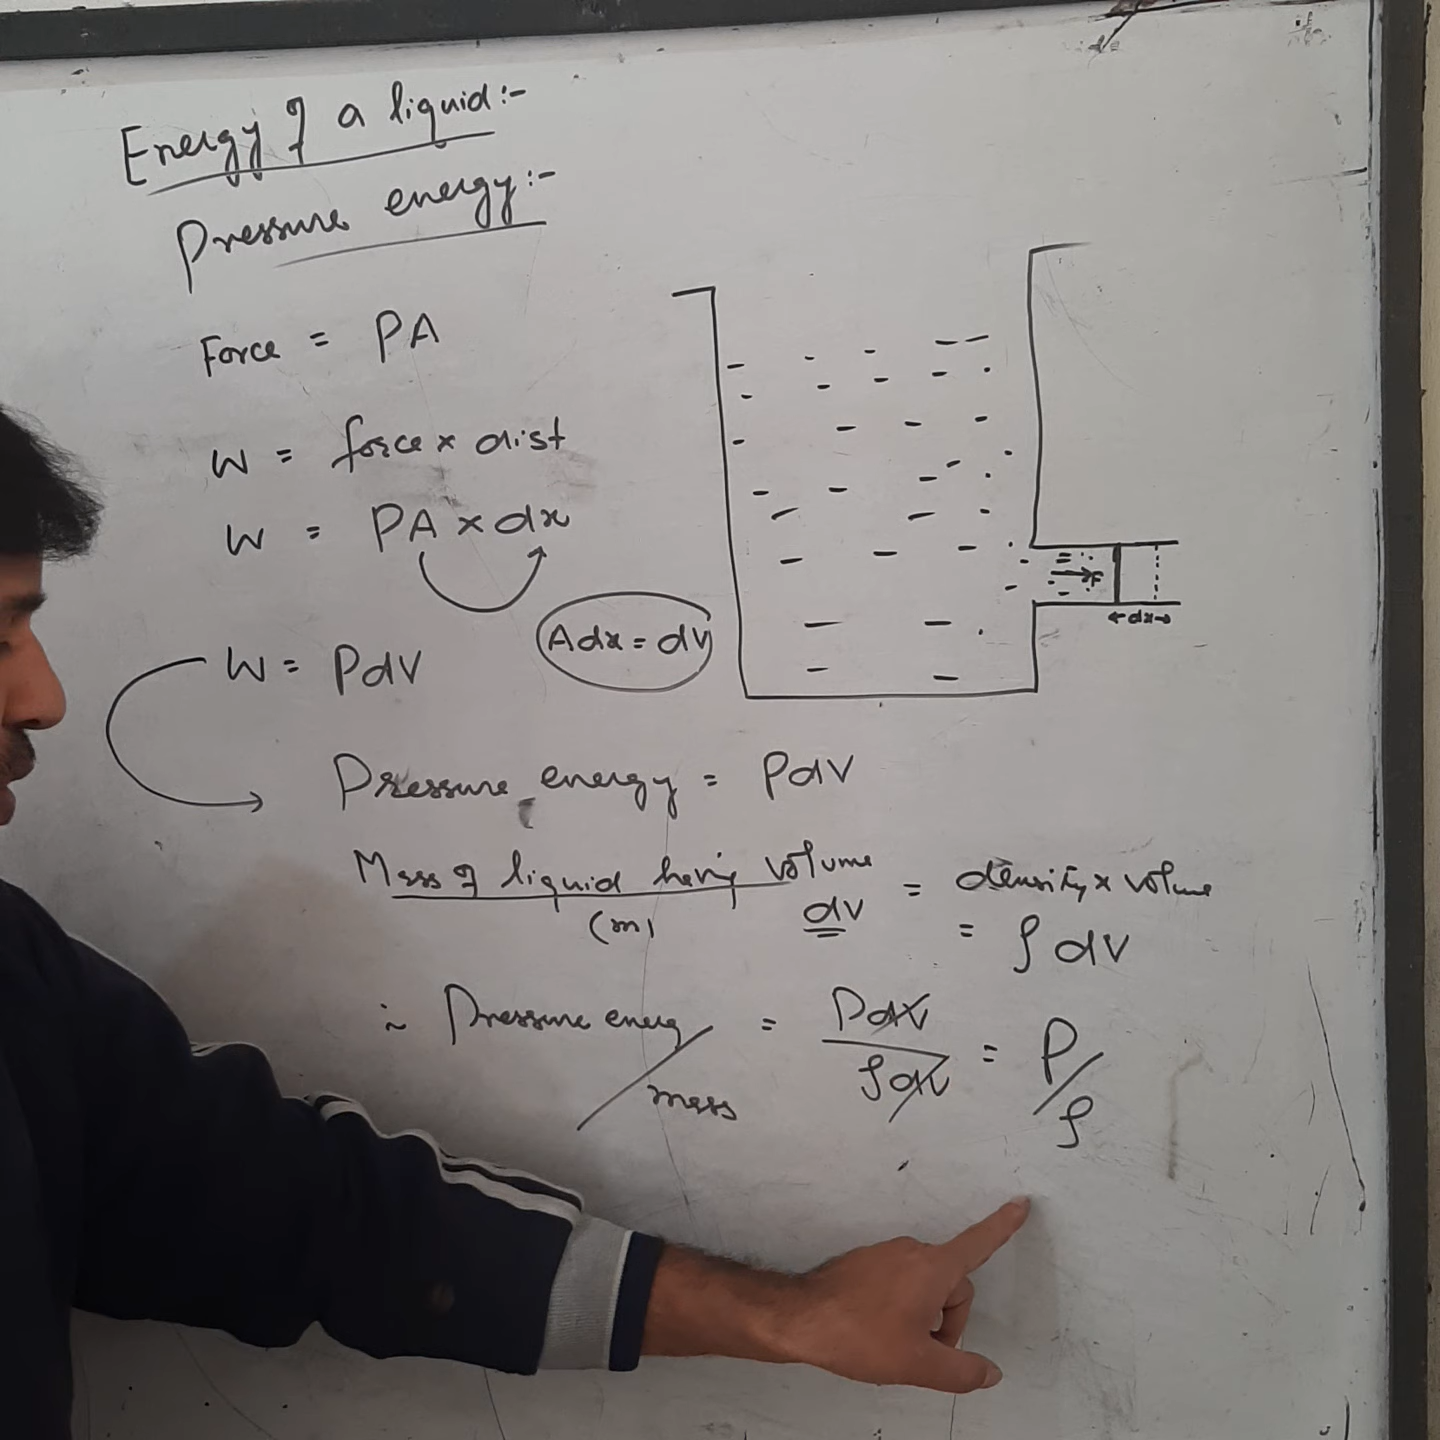 Energy of a liquid:-
Pressure energy:-
Force = PA
W = force × dist
W = PA × dx
Adx = dV
W = PdV
F
dx
Pressure energy = PdV
Mass of liquid having volume dV = density × volume
(m)
= ρ dV
∴ Pressure energy / mass = PdV / ρdV = P/ρ